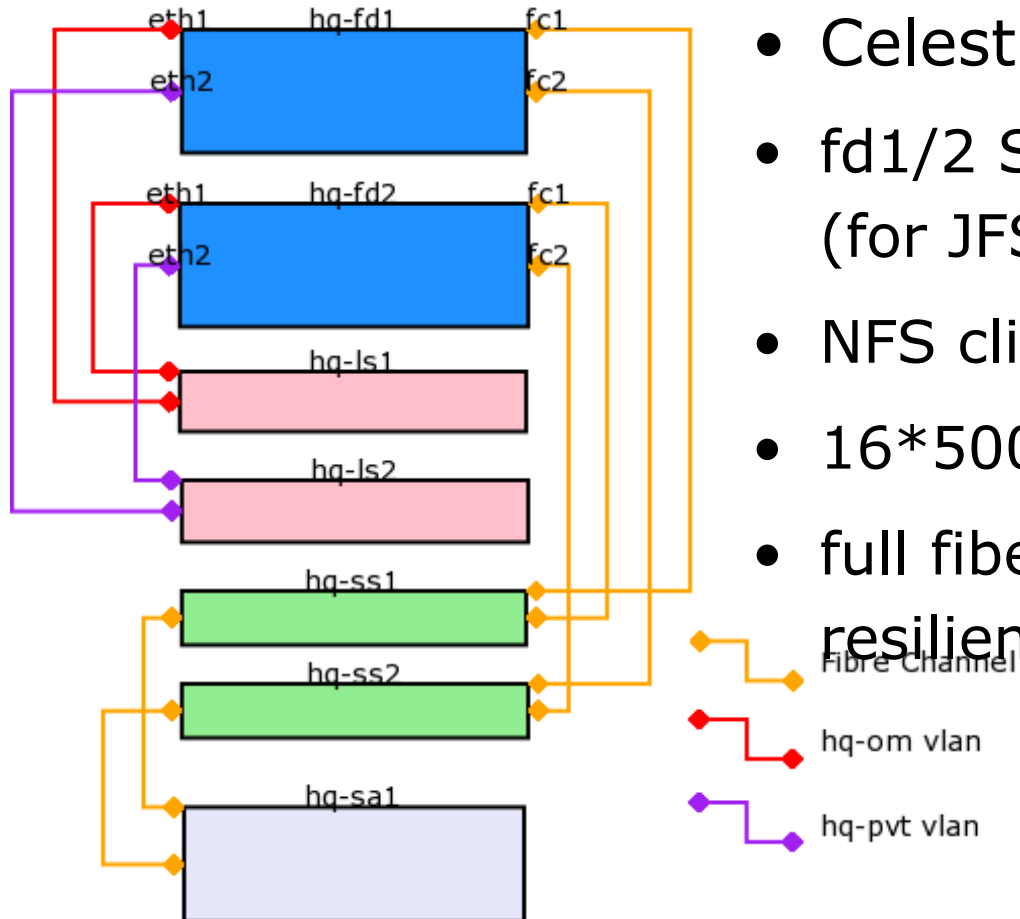 eth1 hq-fd1 fc1
eth2 fc2
eth1 hq-fd2 fc1
eth2 fc2
hq-ls1
hq-ls2
hq-ss1
hq-ss2
hq-sa1
• Celest
• fd1/2 S
(for JFS
• NFS cli
• 16*500
• full fibe
resilien
Fibre Channel
hq-om vlan
hq-pvt vlan